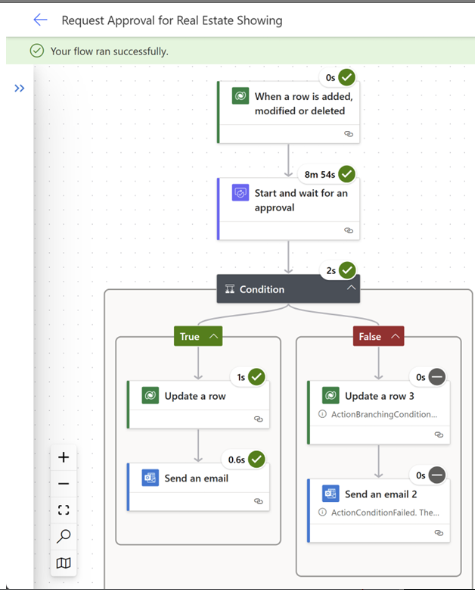 Request Approval for Real Estate Showing
Your flow ran successfully.
0s
When a row is added,
modified or deleted
8m 54s
Start and wait for an
approval
2s
Condition
True
False
1s
Update a row
0s
Update a row 3
ActionBranchingCondition...
0.6s
Send an email
0s
Send an email 2
ActionConditionFailed. The...